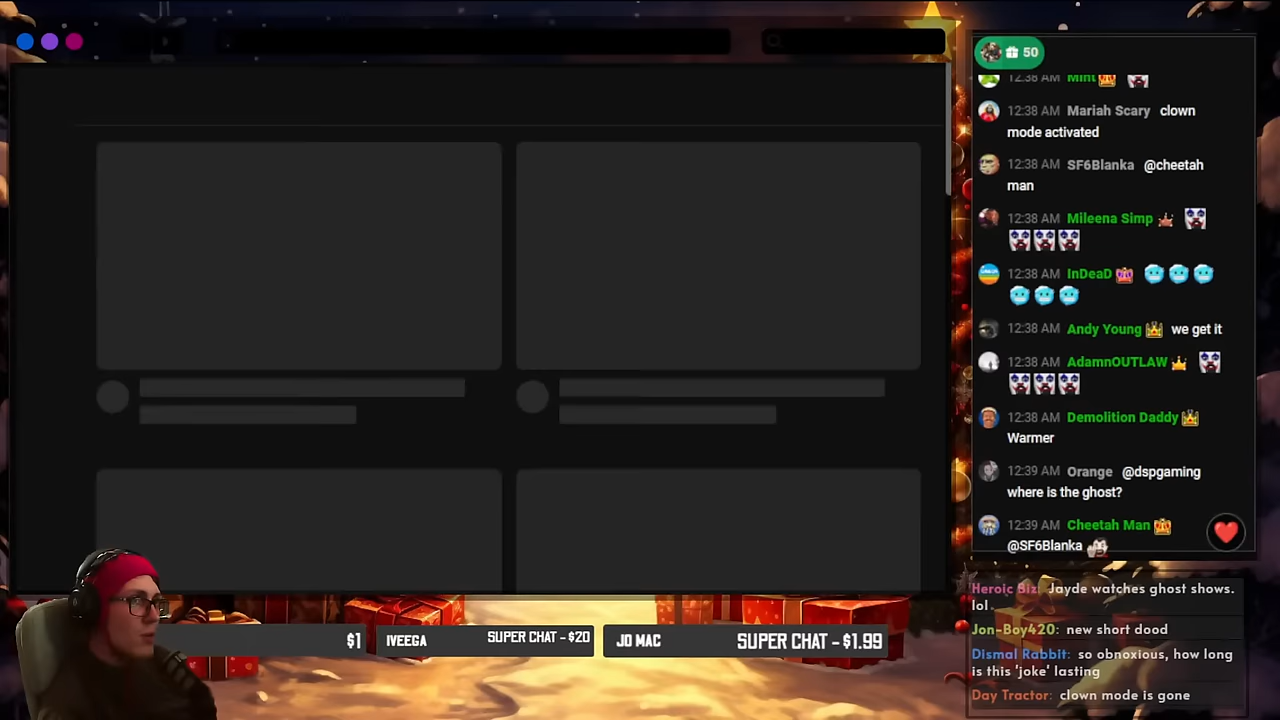 50
12:38 AM Mint
12:38 AM Mariah Scary clown
mode activated
12:38 AM SF6Blanka @cheetah
man
12:38 AM Mileena Simp
12:38 AM InDeaD
12:38 AM Andy Young we get it
12:38 AM AdamnOUTLAW
12:38 AM Demolition Daddy
Warmer
12:39 AM Orange @dspgaming
where is the ghost?
12:39 AM Cheetah Man
@SF6Blanka
Heroic Biz: Jayde watches ghost shows.
lol
Jon-Boy420: new short dood
Dismal Rabbit: so obnoxious, how long
is this 'joke' lasting
Day Tractor: clown mode is gone
$1
IVEEGA SUPER CHAT - $20
JD MAC SUPER CHAT - $1.99